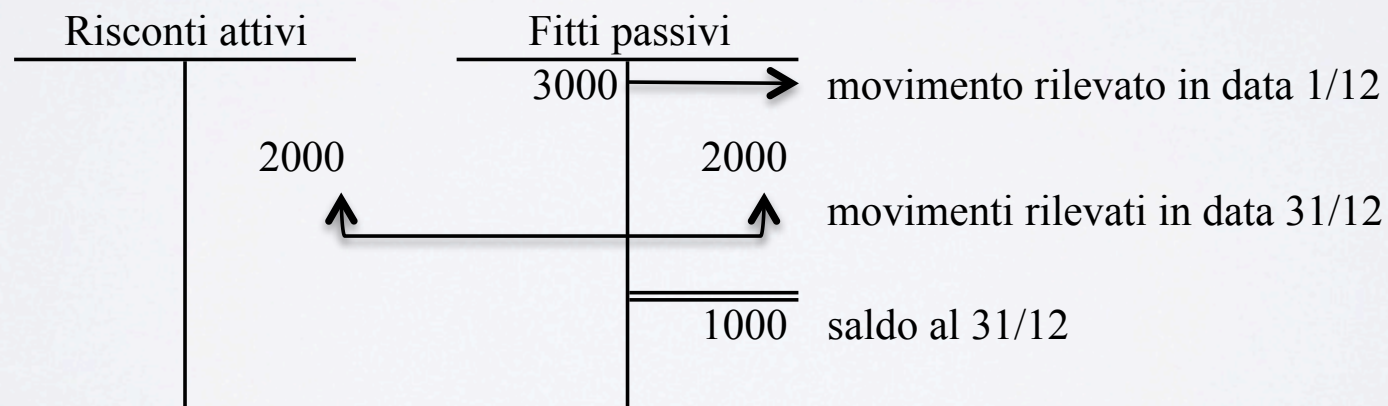 Risconti attivi Fitti passivi
3000 movimento rilevato in data 1/12
2000 2000
movimenti rilevati in data 31/12
1000 saldo al 31/12